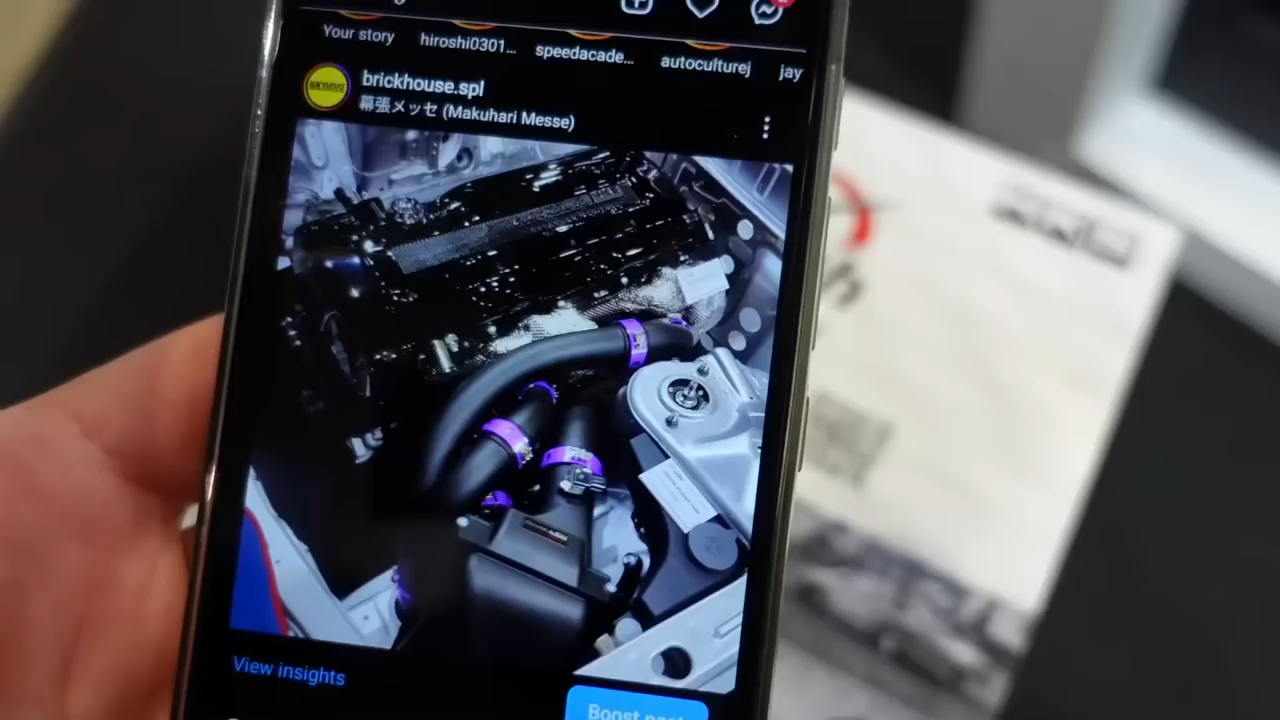 Your story
hiroshi0301...
speedacade...
autoculturej
jay
brickhouse.spl
幕張メッセ (Makuhari Messe)
View insights
Boost post